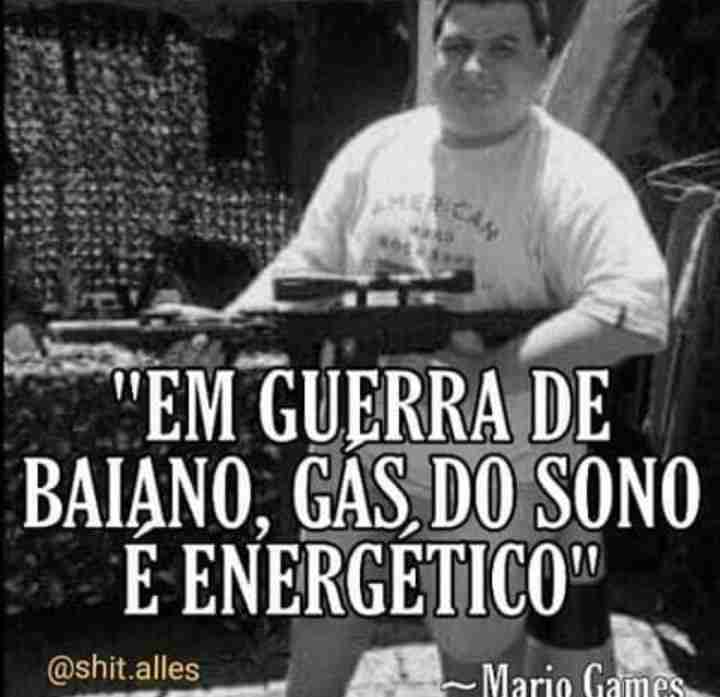 AMERICAN
"EM GUERRA DE
BAIANO, GÁS DO SONO
É ENERGÉTICO"
@shit.alles
~Mario Games